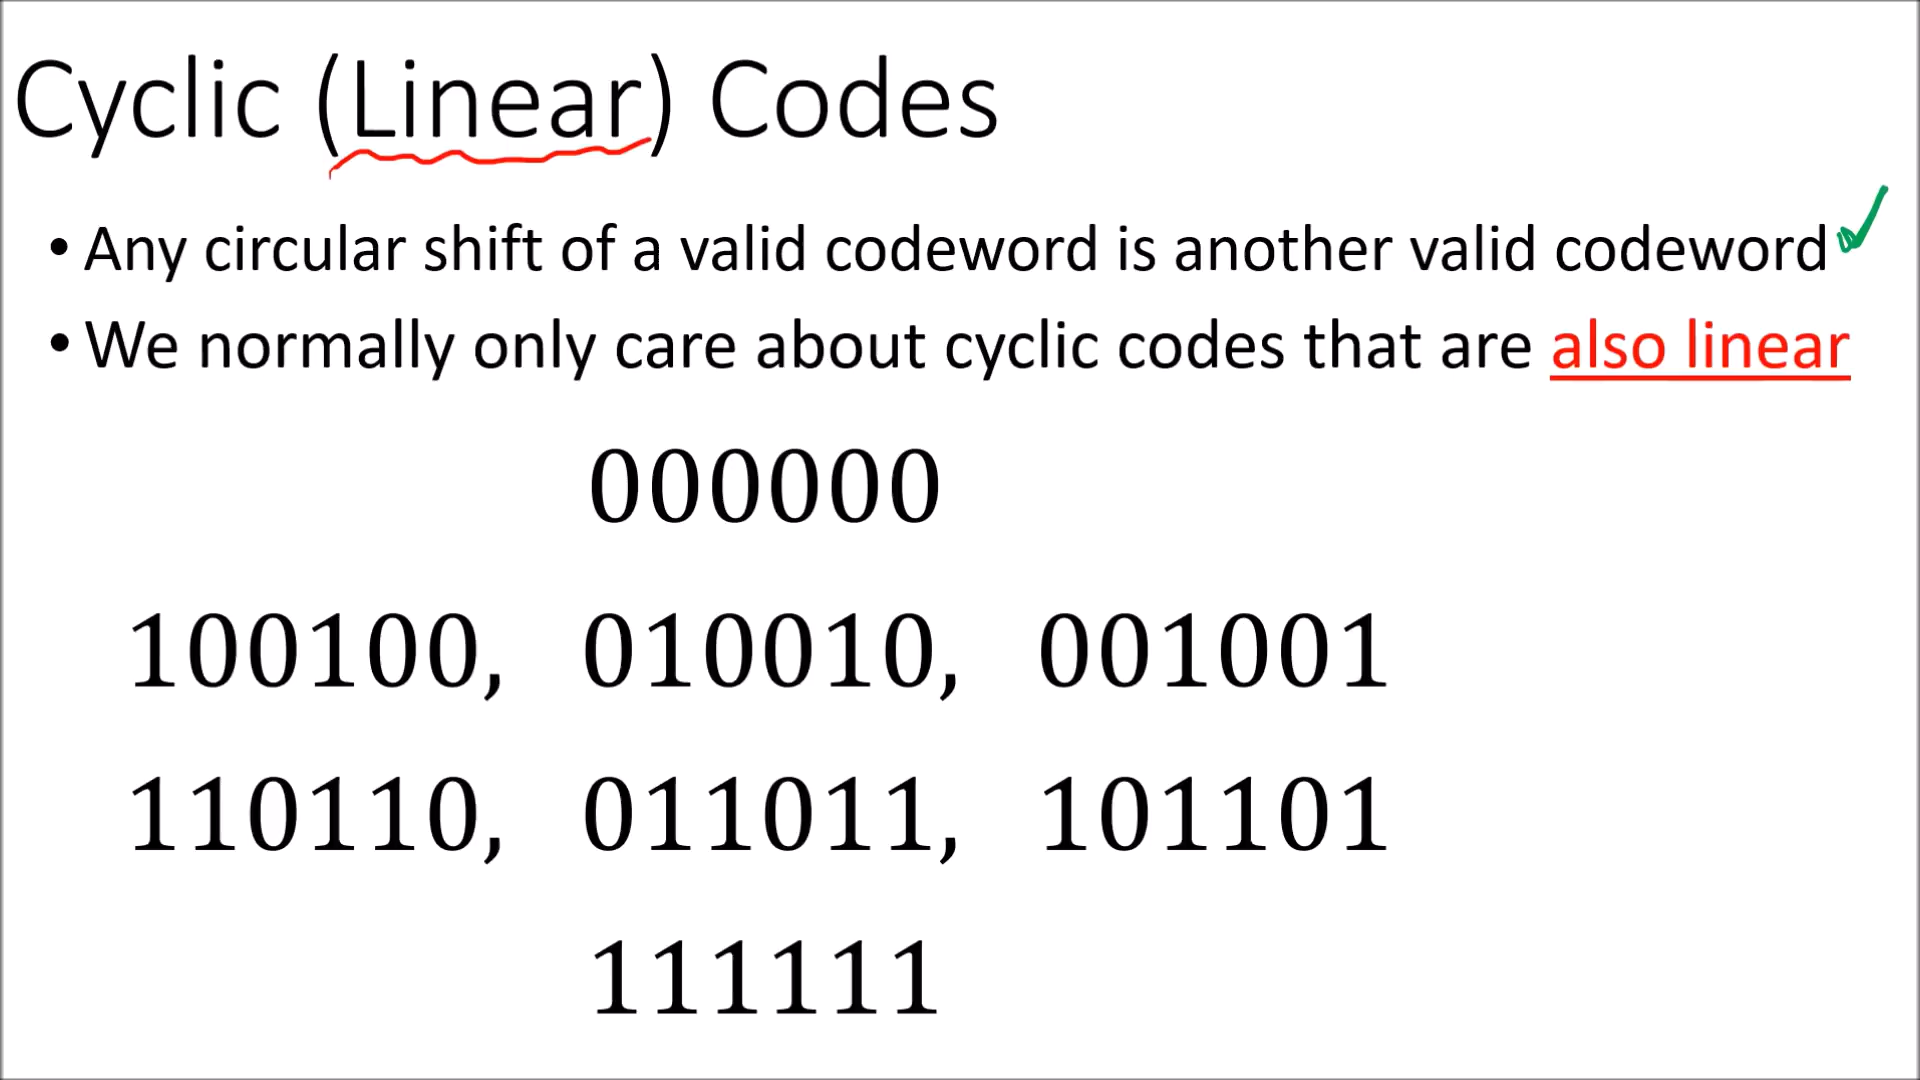 Cyclic (Linear) Codes
• Any circular shift of a valid codeword is another valid codeword ✓
• We normally only care about cyclic codes that are also linear
000000
100100, 010010, 001001
110110, 011011, 101101
111111